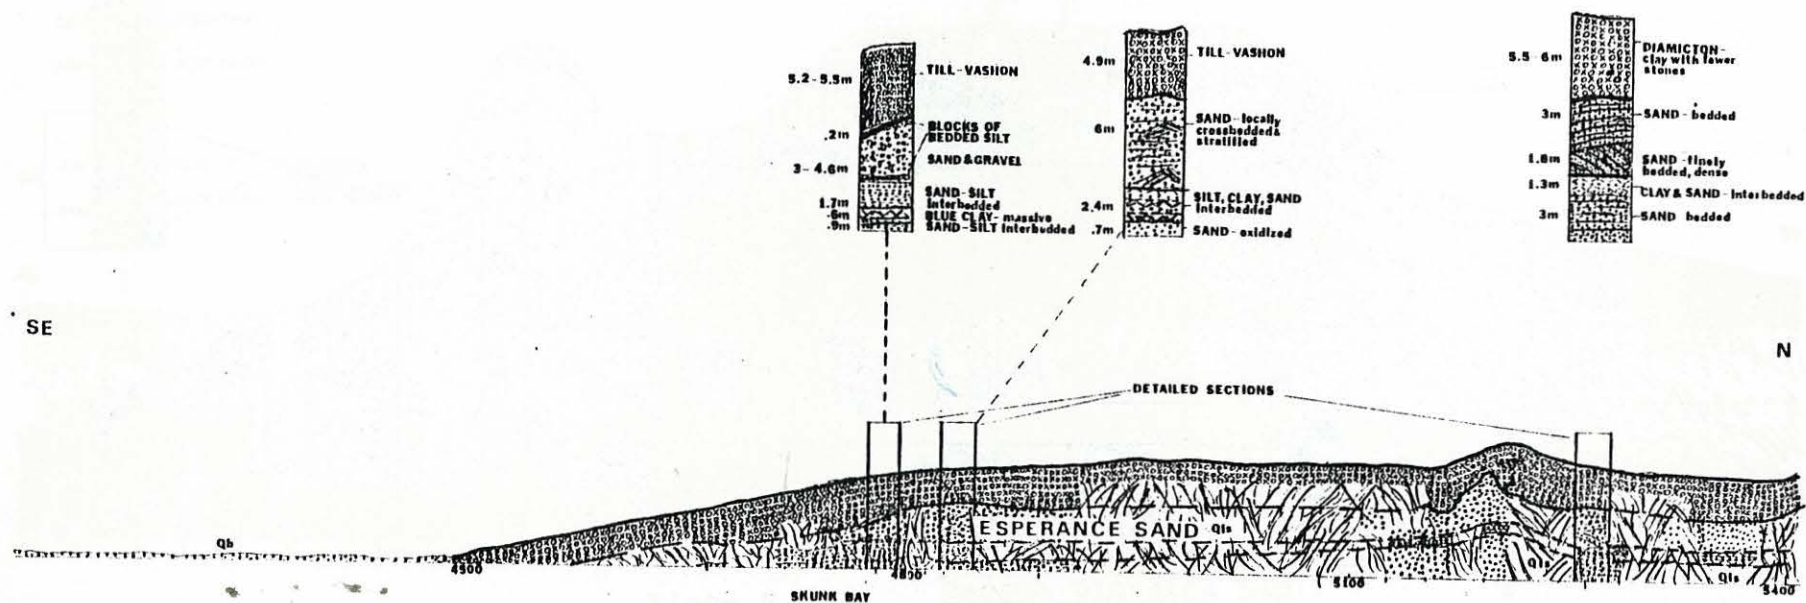 5.2-5.5m
TILL-VASHON
.2m
BLOCKS OF
BEDDED SILT
3-4.6m
SAND & GRAVEL
SAND-SILT
Interbedded
1.7m
.6m
BLUE CLAY-massive
.9m
SAND-SILT Interbedded
4.9m
TILL-VASHON
6m
SAND-locally
crossbedded &
stratified
2.4m
SILT, CLAY, SAND
Interbedded
.7m
SAND-oxidized
5.5-6m
DIAMICTON-
clay with fewer
stones
3m
SAND-bedded
1.8m
SAND-finely
bedded, dense
1.3m
CLAY & SAND-Interbedded
3m
SAND bedded
SE
N
DETAILED SECTIONS
Qb
ESPERANCE SAND
Qls
Qls
Qls
4500
4800
5100
5400
SKUNK BAY